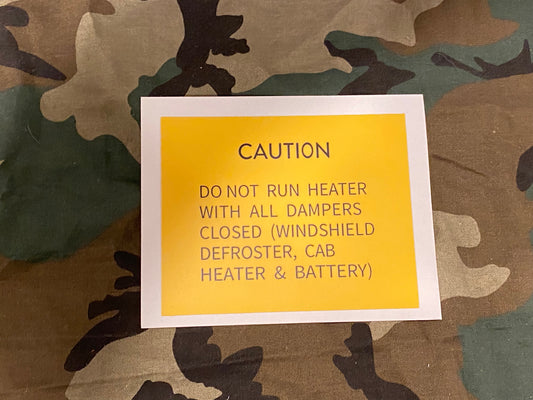 CAUTION
DO NOT RUN HEATER
WITH ALL DAMPERS
CLOSED (WINDSHIELD
DEFROSTER, CAB
HEATER & BATTERY)